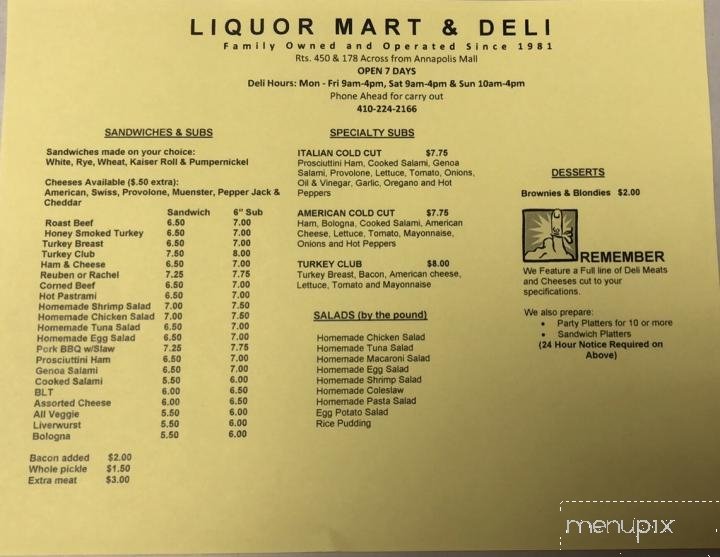 LIQUOR MART & DELI
Family Owned and Operated Since 1981
Rts. 450 & 178 Across from Annapolis Mall
OPEN 7 DAYS
Deli Hours: Mon - Fri 9am-4pm, Sat 9am-4pm & Sun 10am-4pm
Phone Ahead for carry out
410-224-2166
SANDWICHES & SUBS
Sandwiches made on your choice:
White, Rye, Wheat, Kaiser Roll & Pumpernickel
Cheeses Available ($.50 extra):
American, Swiss, Provolone, Muenster, Pepper Jack &
Cheddar
Sandwich 6" Sub
Roast Beef 6.50 7.00
Honey Smoked Turkey 6.50 7.00
Turkey Breast 6.50 7.00
Turkey Club 7.50 8.00
Ham & Cheese 6.50 7.00
Reuben or Rachel 7.25 7.75
Corned Beef 6.50 7.00
Hot Pastrami 6.50 7.00
Homemade Shrimp Salad 7.00 7.50
Homemade Chicken Salad 7.00 7.50
Homemade Tuna Salad 6.50 7.00
Homemade Egg Salad 6.50 7.00
Pork BBQ w/Slaw 7.25 7.75
Prosciuttini Ham 6.50 7.00
Genoa Salami 6.50 7.00
Cooked Salami 5.50 6.00
BLT 6.00 6.50
Assorted Cheese 6.00 6.50
All Veggie 5.50 6.00
Liverwurst 5.50 6.00
Bologna 5.50 6.00
Bacon added $2.00
Whole pickle $1.50
Extra meat $3.00
SPECIALTY SUBS
ITALIAN COLD CUT $7.75
Prosciuttini Ham, Cooked Salami, Genoa
Salami, Provolone, Lettuce, Tomato, Onions,
Oil & Vinegar, Garlic, Oregano and Hot
Peppers
AMERICAN COLD CUT $7.75
Ham, Bologna, Cooked Salami, American
Cheese, Lettuce, Tomato, Mayonnaise,
Onions and Hot Peppers
TURKEY CLUB $8.00
Turkey Breast, Bacon, American cheese,
Lettuce, Tomato and Mayonnaise
SALADS (by the pound)
Homemade Chicken Salad
Homemade Tuna Salad
Homemade Macaroni Salad
Homemade Egg Salad
Homemade Shrimp Salad
Homemade Coleslaw
Homemade Pasta Salad
Egg Potato Salad
Rice Pudding
DESSERTS
Brownies & Blondies $2.00
REMEMBER
We Feature a Full line of Deli Meats
and Cheeses cut to your
specifications.
We also prepare:
• Party Platters for 10 or more
• Sandwich Platters
(24 Hour Notice Required on
Above)
menupix